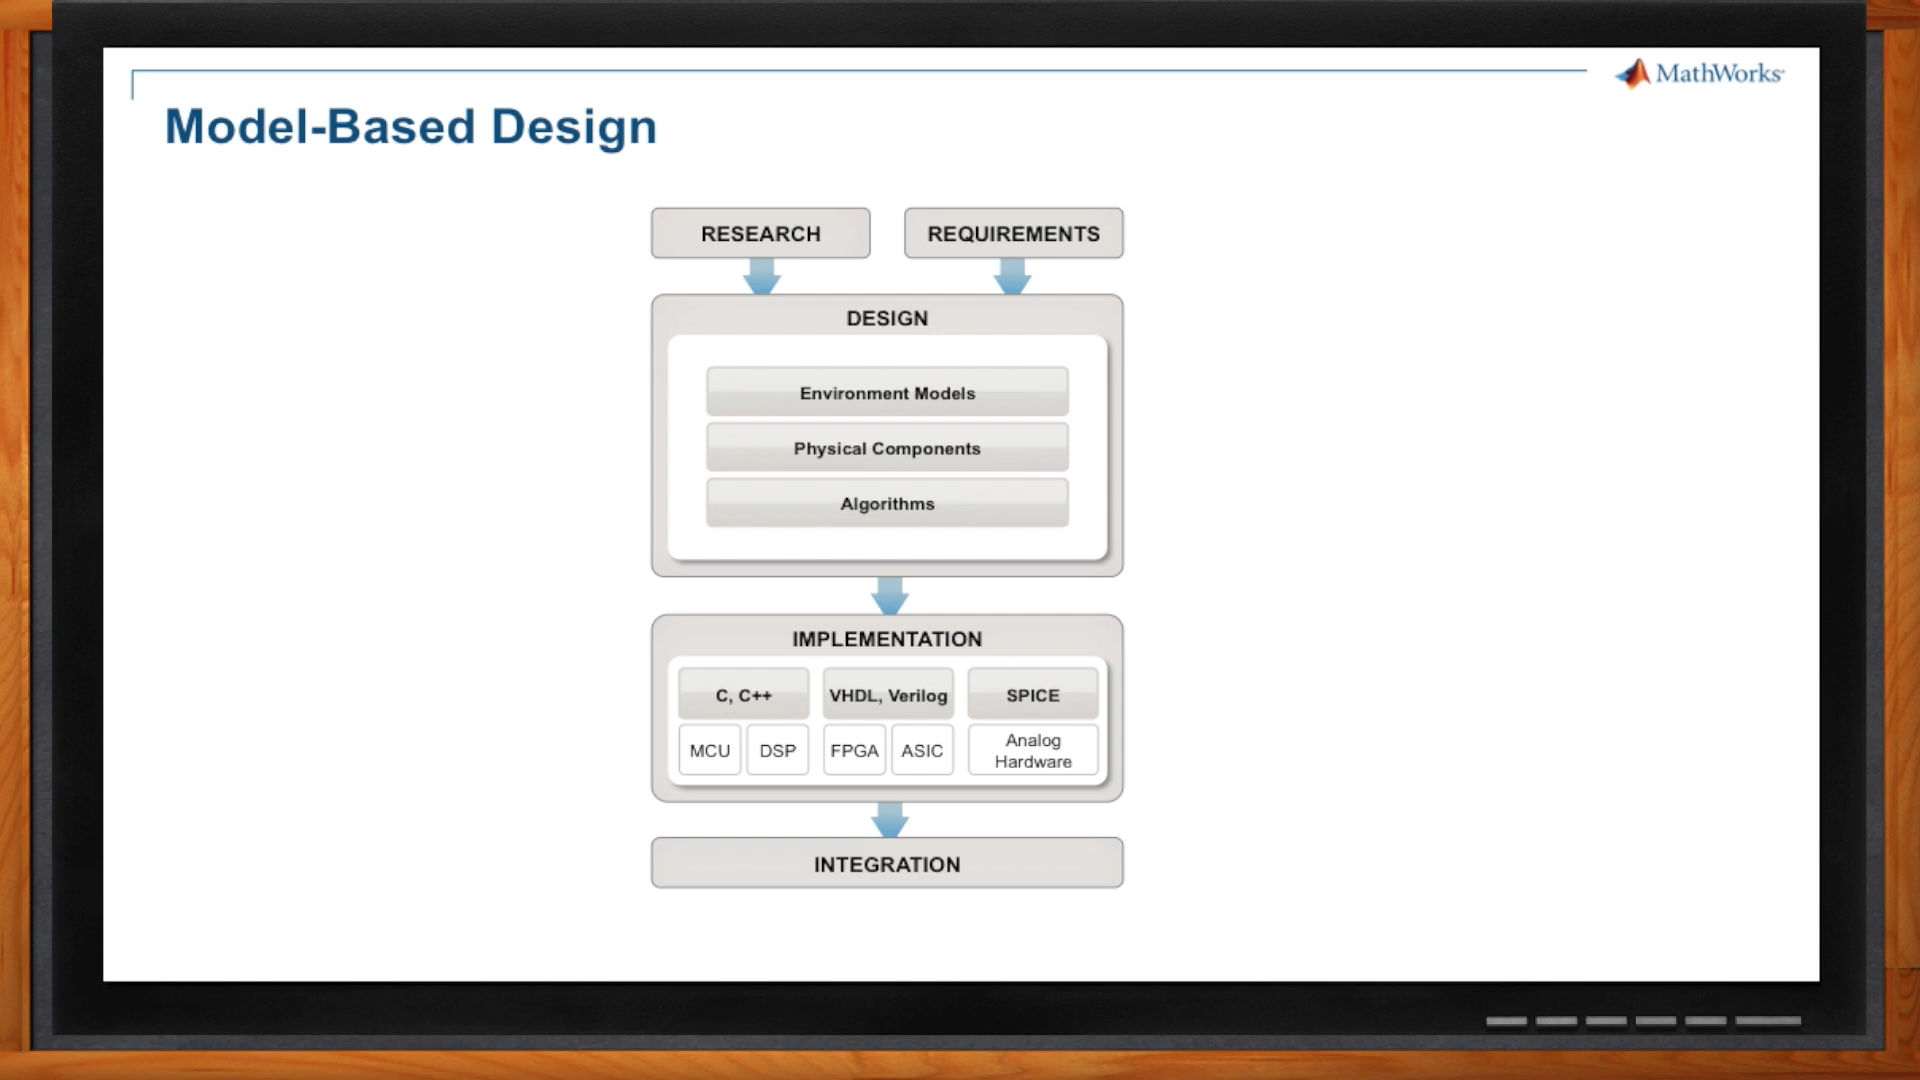 MathWorks
Model-Based Design
RESEARCH
REQUIREMENTS
DESIGN
Environment Models
Physical Components
Algorithms
IMPLEMENTATION
C, C++
VHDL, Verilog
SPICE
MCU
DSP
FPGA
ASIC
Analog
Hardware
INTEGRATION